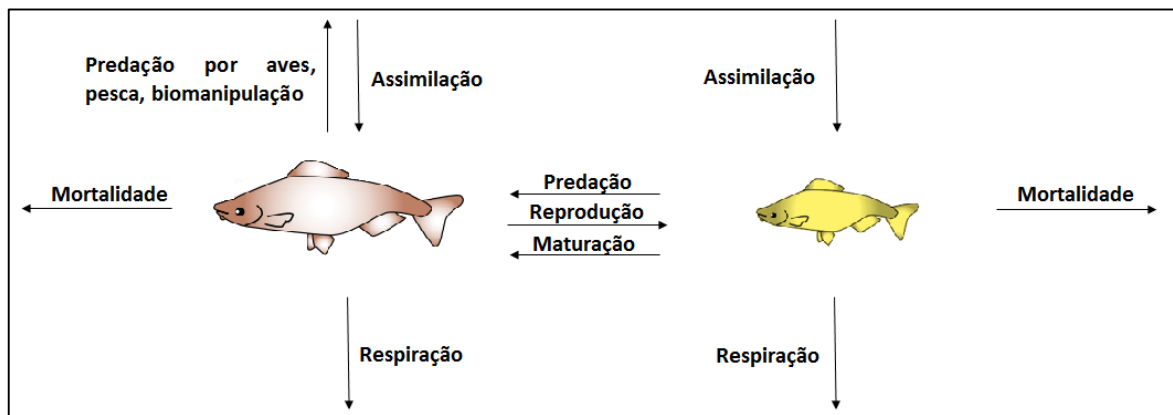 Predação por aves,
pesca, biomanipulação
Assimilação
Assimilação
Mortalidade
Predação
Reprodução
Maturação
Mortalidade
Respiração
Respiração